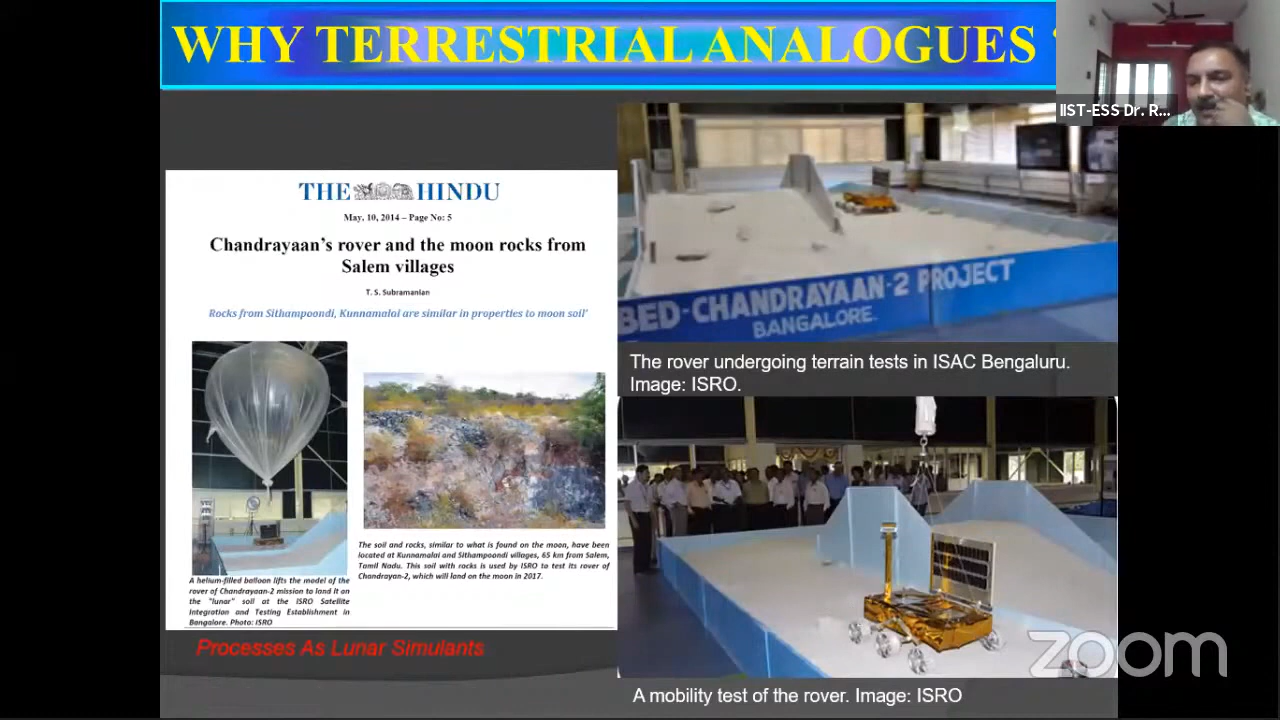 WHY TERRESTRIAL ANALOGUES
IIST-ESS Dr. R...
THE HINDU
May, 10, 2014 – Page No: 5
Chandrayaan's rover and the moon rocks from
Salem villages
T. S. Subramanian
Rocks from Sithampoondi, Kunnamalai are similar in properties to moon soil'
A helium-filled balloon lifts the model of the
rover of Chandrayaan-2 mission to land it on
the "lunar" soil at the ISRO Satellite
Integration and Testing Establishment in
Bangalore. Photo: ISRO
The soil and rocks, similar to what is found on the moon, have been
located at Kunnamalai and Sithampoondi villages, 65 km from Salem,
Tamil Nadu. This soil with rocks is used by ISRO to test its rover of
Chandrayan-2, which will land on the moon in 2017.
Processes As Lunar Simulants
BED-CHANDRAYAAN-2 PROJECT
BANGALORE.
The rover undergoing terrain tests in ISAC Bengaluru.
Image: ISRO.
A mobility test of the rover. Image: ISRO
zoom